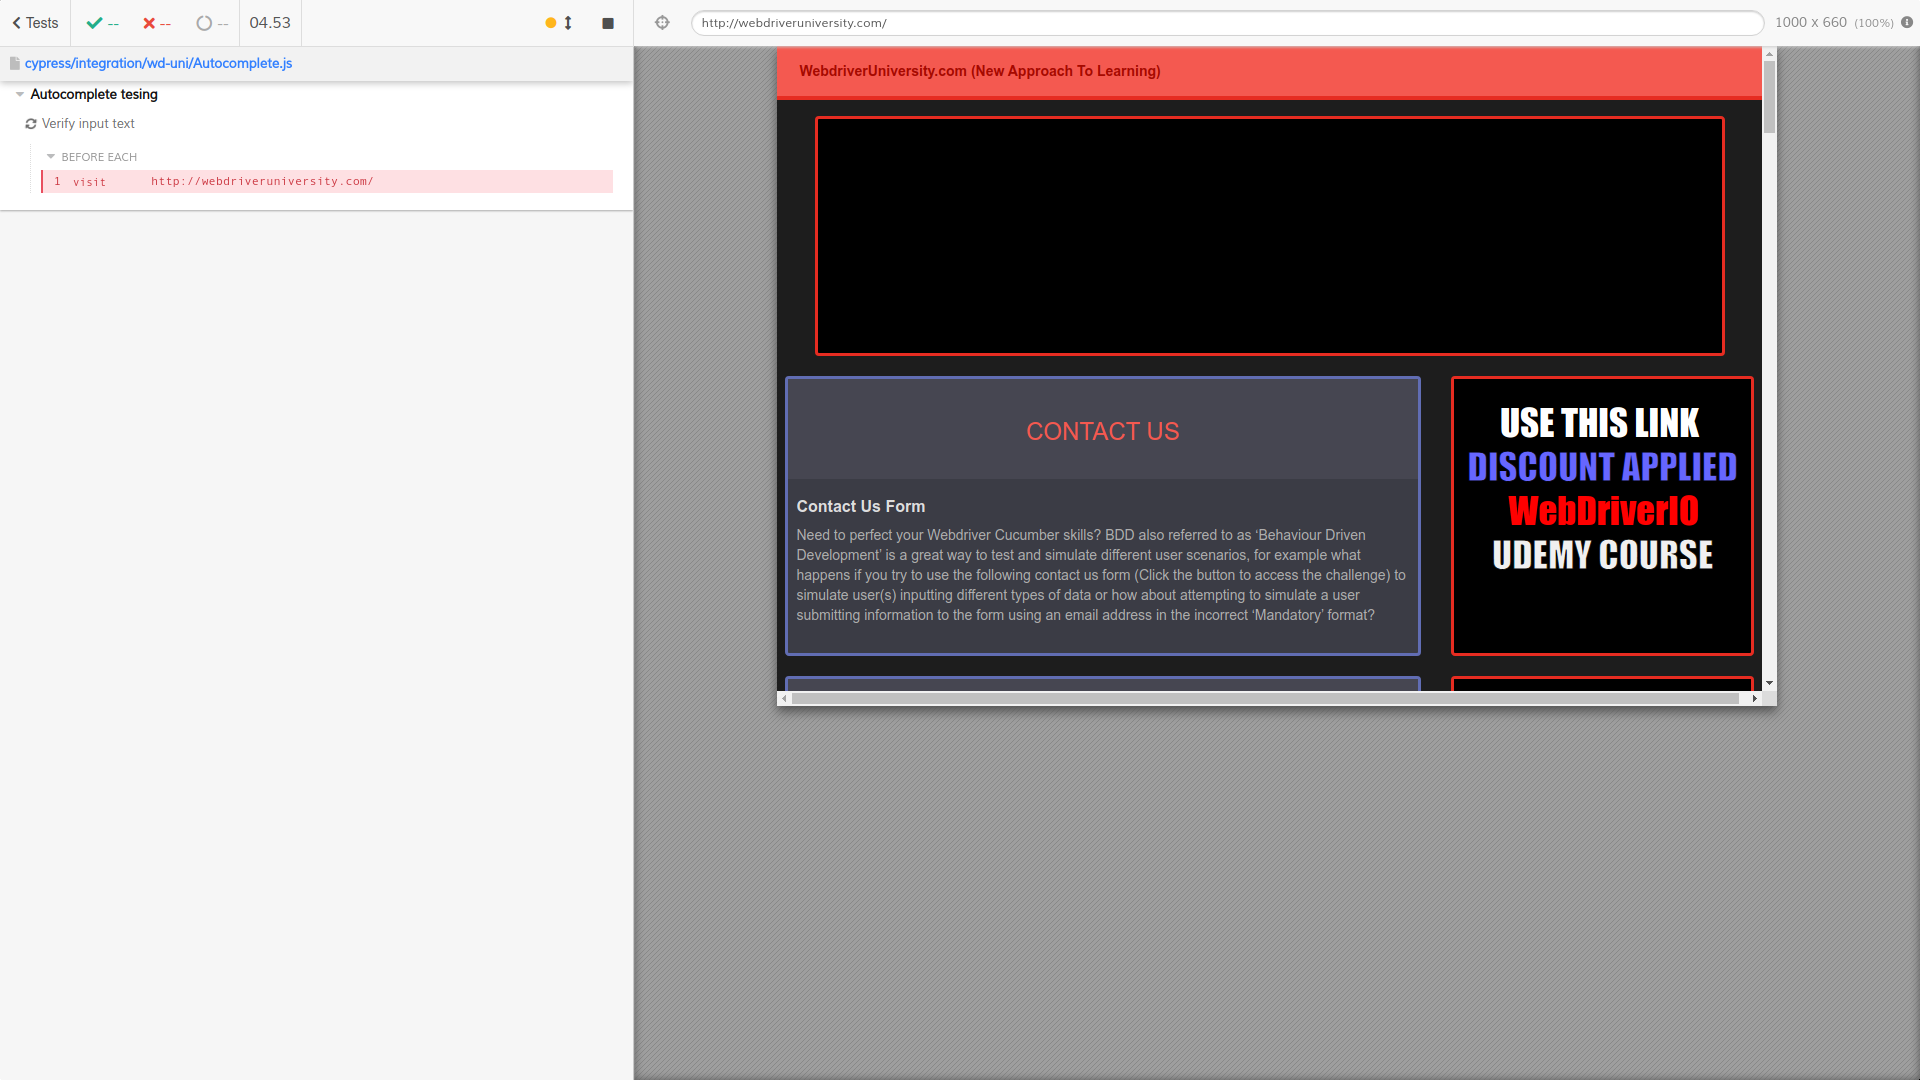 Tests
--
--
--
04.53
http://webdriveruniversity.com/
1000 x 660 (100%)
cypress/integration/wd-uni/Autocomplete.js
Autocomplete tesing
Verify input text
BEFORE EACH
1 visit http://webdriveruniversity.com/
WebdriverUniversity.com (New Approach To Learning)
CONTACT US
Contact Us Form
Need to perfect your Webdriver Cucumber skills? BDD also referred to as ‘Behaviour Driven
Development’ is a great way to test and simulate different user scenarios, for example what
happens if you try to use the following contact us form (Click the button to access the challenge) to
simulate user(s) inputting different types of data or how about attempting to simulate a user
submitting information to the form using an email address in the incorrect ‘Mandatory’ format?
USE THIS LINK
DISCOUNT APPLIED
WebDriverIO
UDEMY COURSE